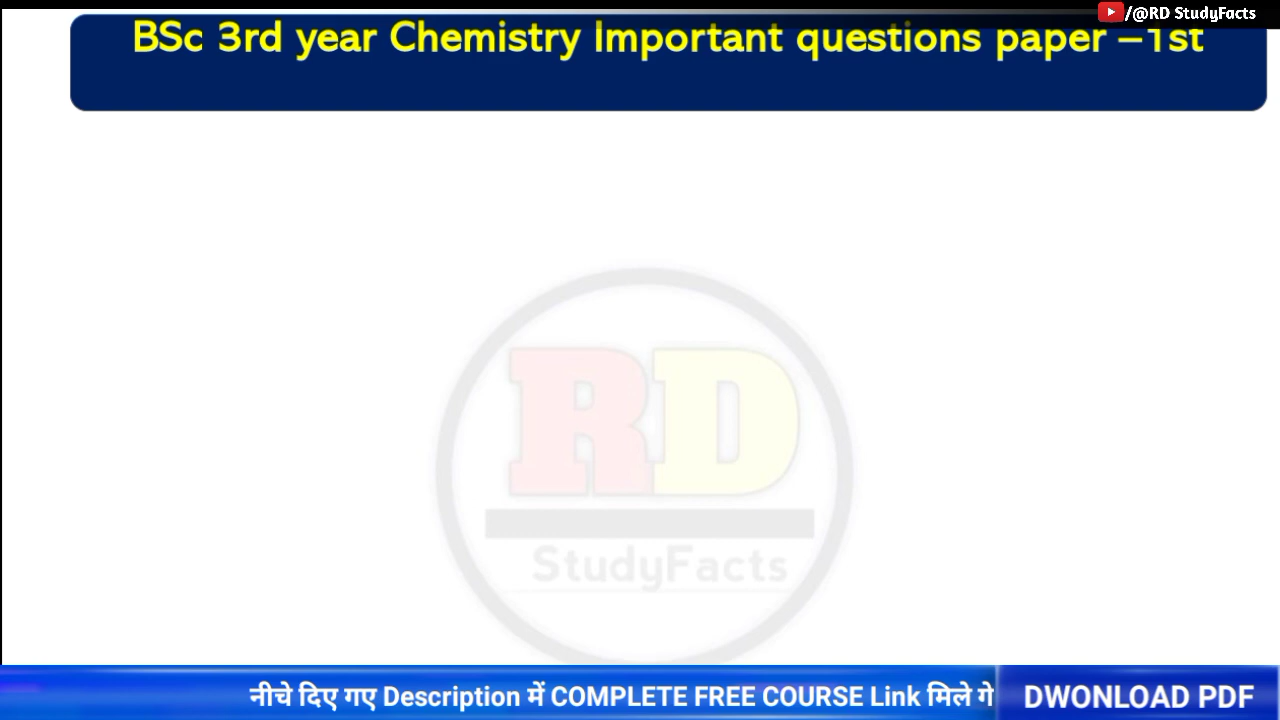 /@RD StudyFacts
BSc 3rd year Chemistry Important questions paper –1st
RD
StudyFacts
नीचे दिए गए Description में COMPLETE FREE COURSE Link मिले गे
DWONLOAD PDF